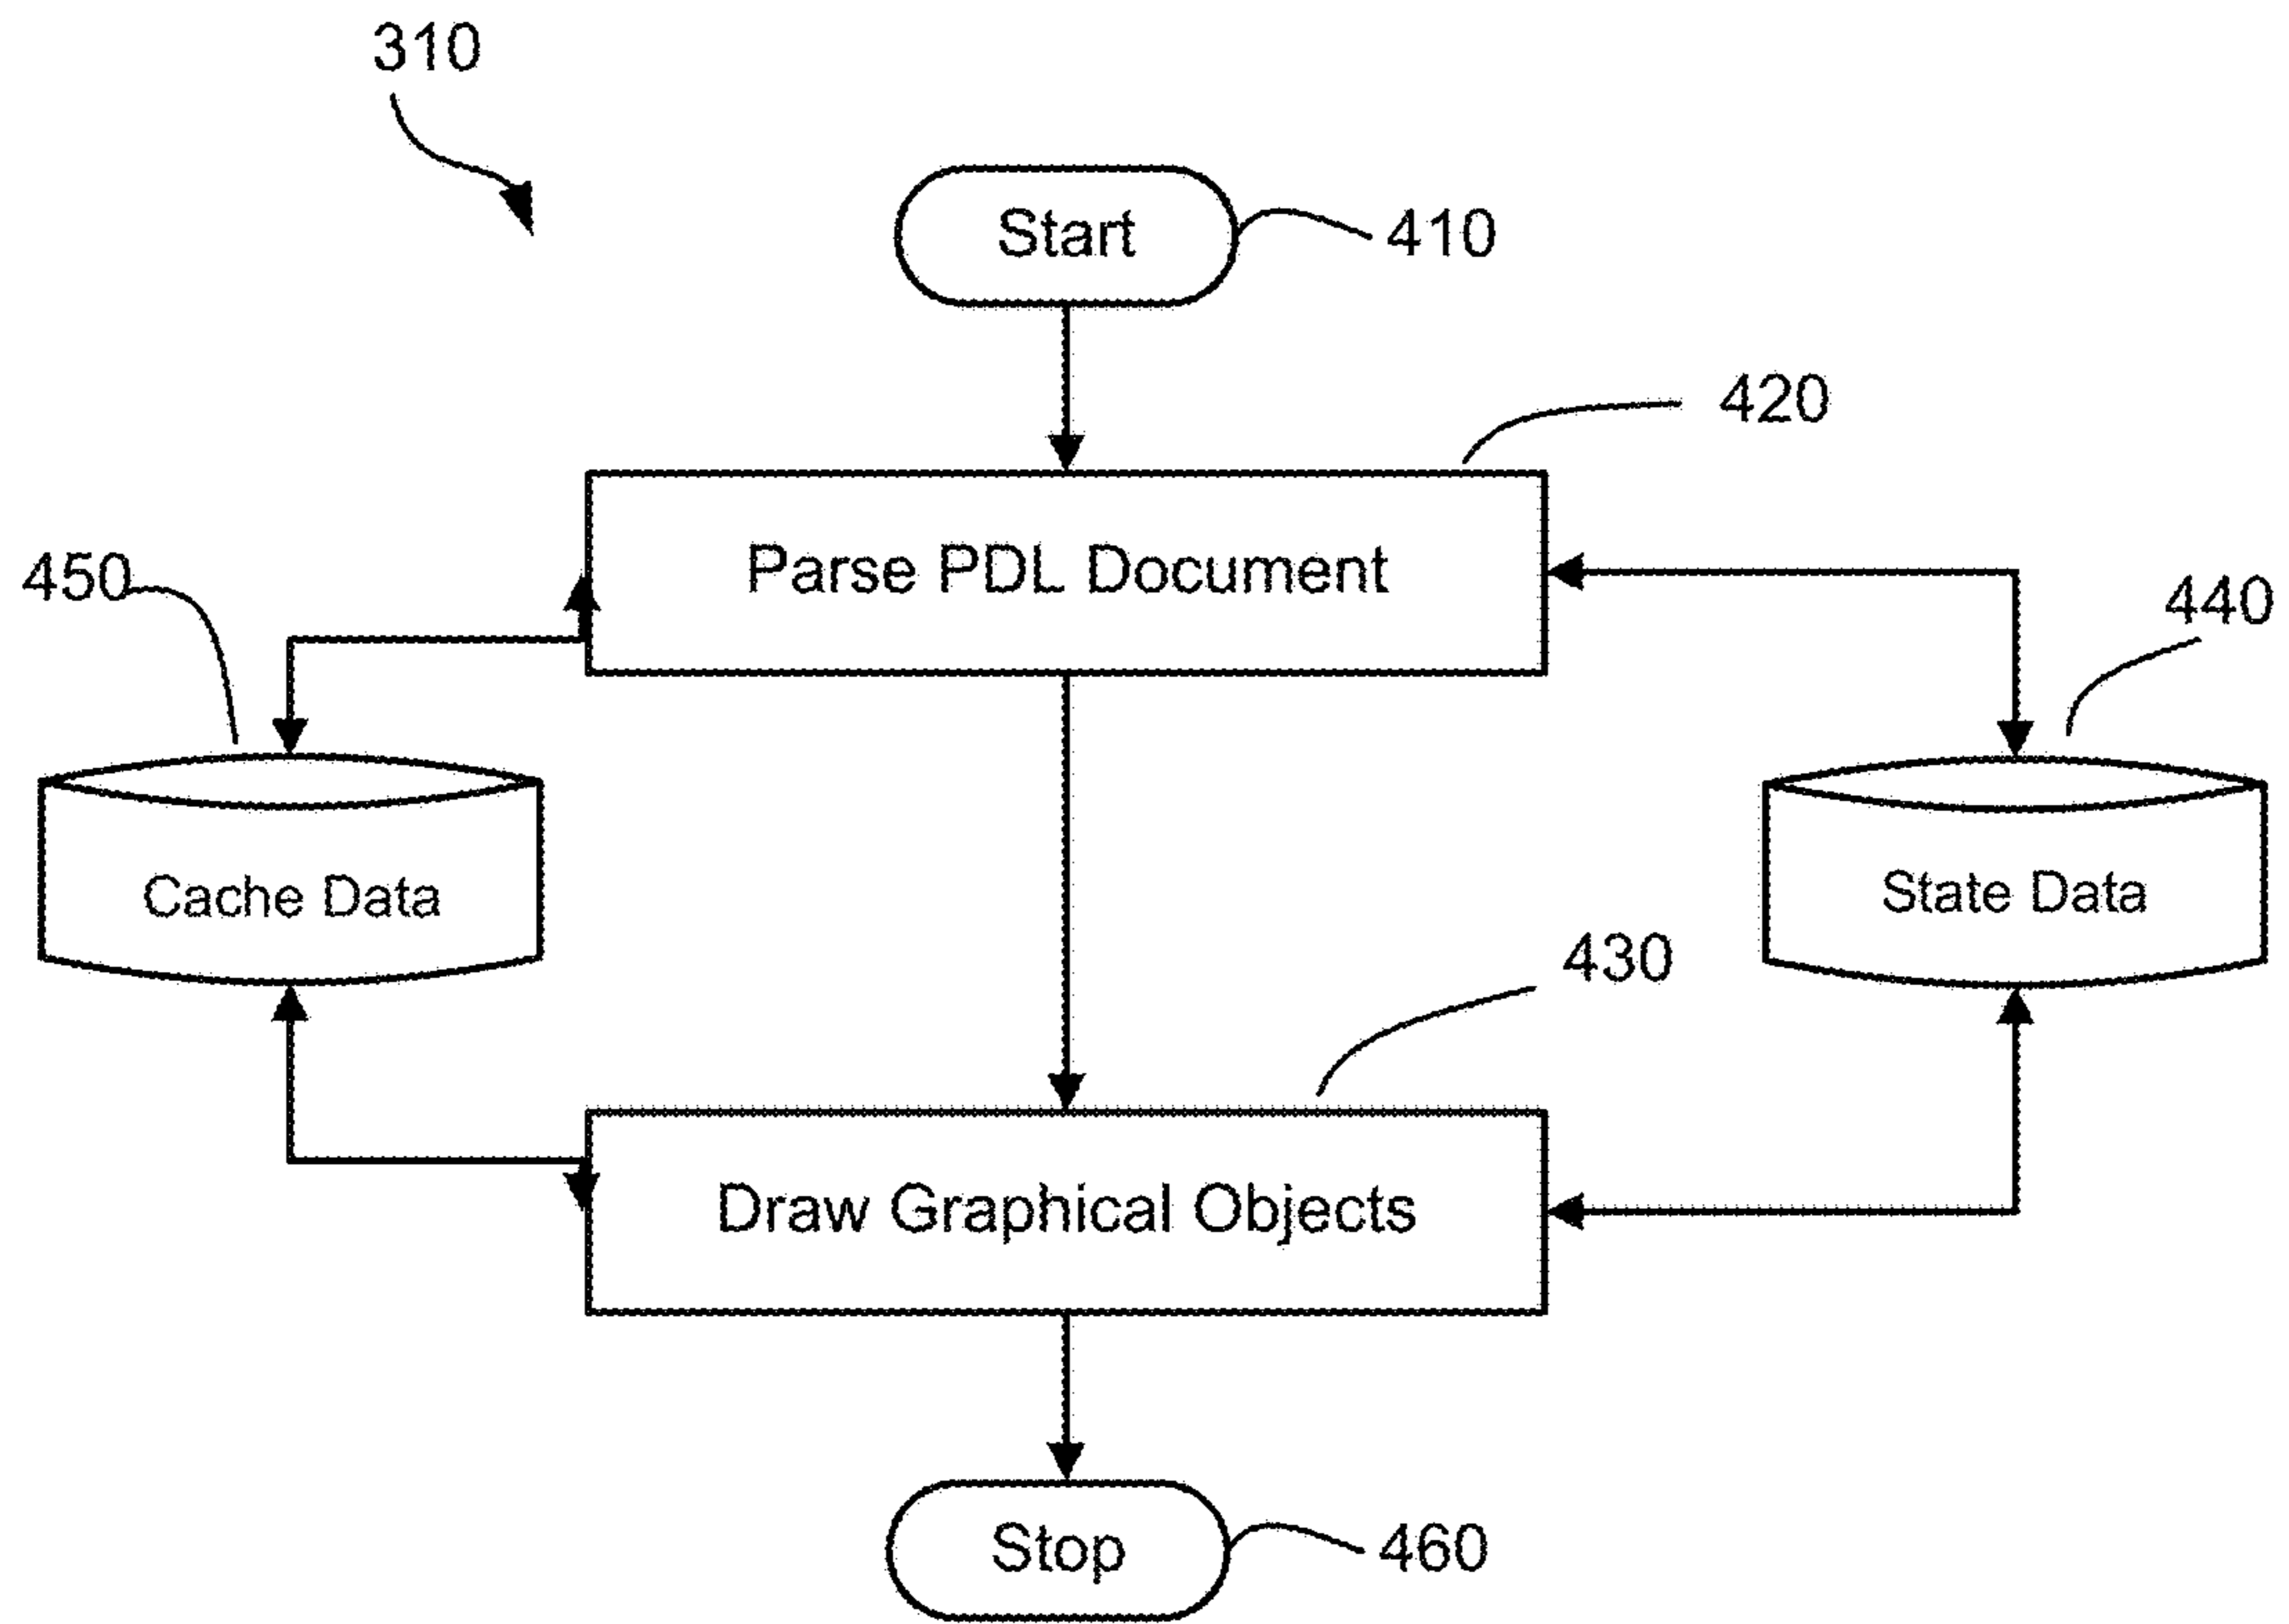 310
Start
410
420
Parse PDL Document
450
440
Cache Data
State Data
430
Draw Graphical Objects
Stop
460